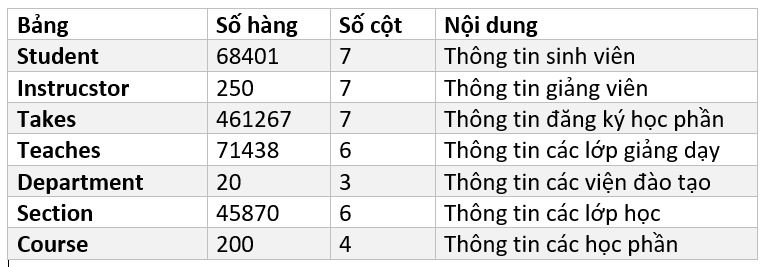 Bảng Số hàng Số cột Nội dung
Student 68401 7 Thông tin sinh viên
Instrucstor 250 7 Thông tin giảng viên
Takes 461267 7 Thông tin đăng ký học phần
Teaches 71438 6 Thông tin các lớp giảng dạy
Department 20 3 Thông tin các viện đào tạo
Section 45870 6 Thông tin các lớp học
Course 200 4 Thông tin các học phần